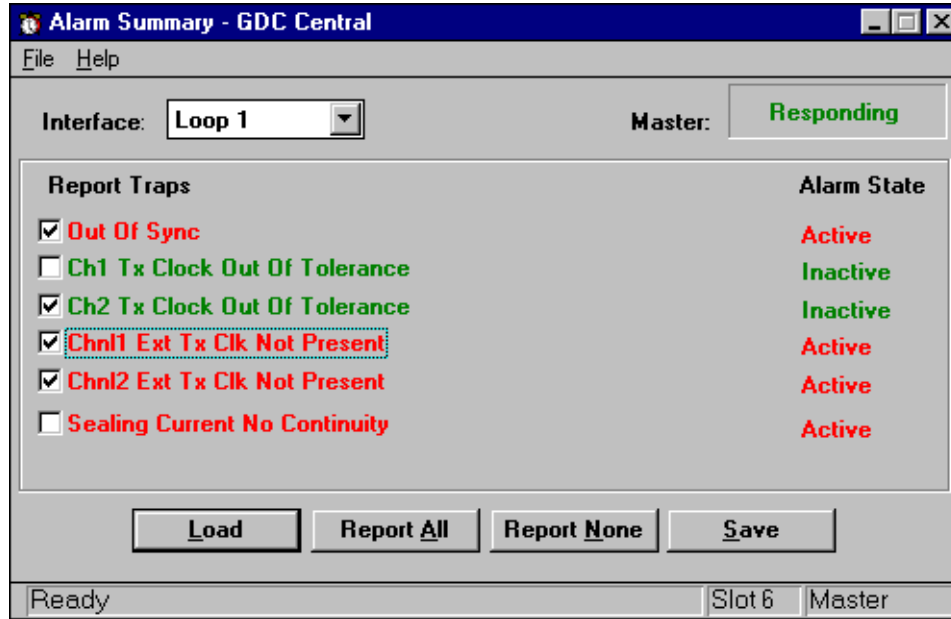 Alarm Summary - GDC Central
File Help
Interface: Loop 1 Master: Responding
Report Traps Alarm State
Out Of Sync Active
Ch1 Tx Clock Out Of Tolerance Inactive
Ch2 Tx Clock Out Of Tolerance Inactive
Chnl1 Ext Tx Clk Not Present Active
Chnl2 Ext Tx Clk Not Present Active
Sealing Current No Continuity Active
Load Report All Report None Save
Ready Slot 6 Master